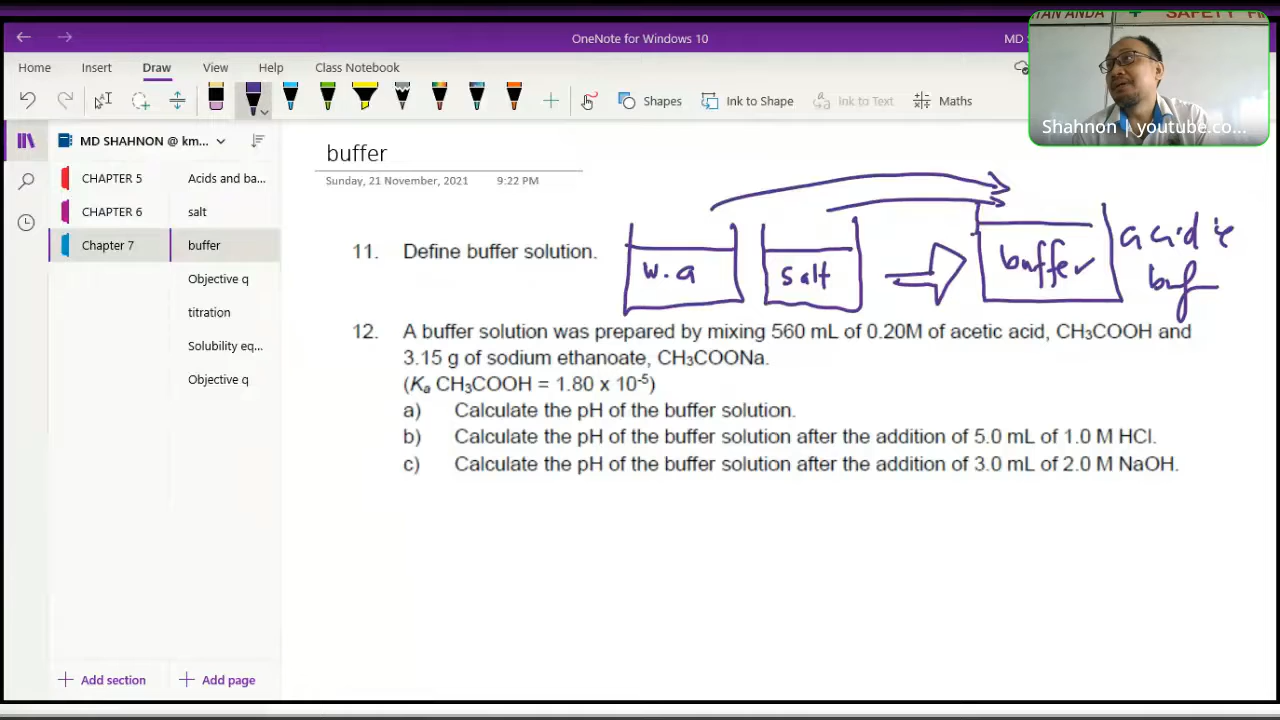 TAN ANDA + SAFETY FI
OneNote for Windows 10
MD S
Home Insert Draw View Help Class Notebook
Shapes Ink to Shape Ink to Text Maths
Shahnon | youtube.co...
MD SHAHNON @ km...
CHAPTER 5
CHAPTER 6
Chapter 7
Acids and ba...
salt
buffer
Objective q
titration
Solubility eq...
Objective q
Add section
Add page
buffer
Sunday, 21 November, 2021 9:22 PM
11. Define buffer solution.
w.a
salt
buffer
acidic
buf
12. A buffer solution was prepared by mixing 560 mL of 0.20M of acetic acid, CH₃COOH and
3.15 g of sodium ethanoate, CH₃COONa.
(Kₐ CH₃COOH = 1.80 x 10⁻⁵)
a) Calculate the pH of the buffer solution.
b) Calculate the pH of the buffer solution after the addition of 5.0 mL of 1.0 M HCl.
c) Calculate the pH of the buffer solution after the addition of 3.0 mL of 2.0 M NaOH.